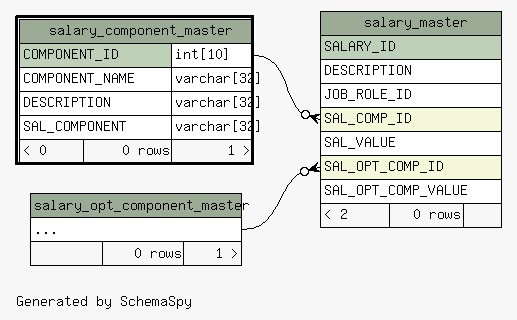 salary_component_master
COMPONENT_ID int[10]
COMPONENT_NAME varchar[32]
DESCRIPTION varchar[32]
SAL_COMPONENT varchar[32]
< 0 0 rows 1 >
salary_master
SALARY_ID
DESCRIPTION
JOB_ROLE_ID
SAL_COMP_ID
SAL_VALUE
SAL_OPT_COMP_ID
SAL_OPT_COMP_VALUE
< 2 0 rows
salary_opt_component_master
...
0 rows 1 >
Generated by SchemaSpy